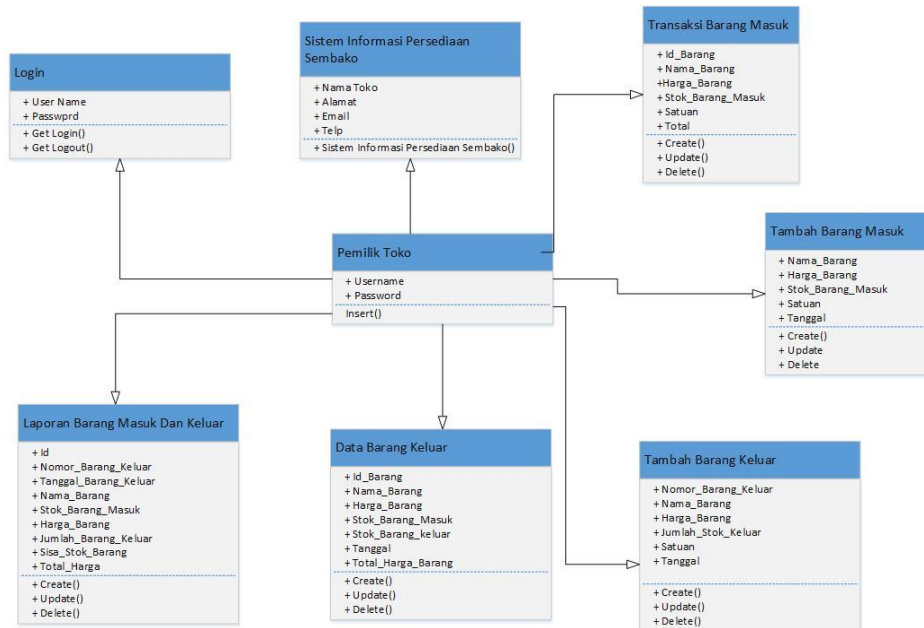 Login
+ User Name
+ Passwprd
+ Get Login()
+ Get Logout()
Sistem Informasi Persediaan
Sembako
+ Nama Toko
+ Alamat
+ Email
+ Telp
+ Sistem Informasi Persediaan Sembako()
Transaksi Barang Masuk
+ Id_Barang
+ Nama_Barang
+Harga_Barang
+ Stok_Barang_Masuk
+ Satuan
+ Total
+ Create()
+ Update()
+ Delete()
Pemilik Toko
+ Username
+ Password
Insert()
Tambah Barang Masuk
+ Nama_Barang
+ Harga_Barang
+ Stok_Barang_Masuk
+ Satuan
+ Tanggal
+ Create()
+ Update
+ Delete
Laporan Barang Masuk Dan Keluar
+ Id
+ Nomor_Barang_Keluar
+ Tanggal_Barang_Keluar
+ Nama_Barang
+ Stok_Barang_Masuk
+ Harga_Barang
+ Jumlah_Barang_Keluar
+ Sisa_Stok_Barang
+ Total_Harga
+ Create()
+ Update()
+ Delete()
Data Barang Keluar
+ Id_Barang
+ Nama_Barang
+ Harga_Barang
+ Stok_Barang_Masuk
+ Stok_Barang_keluar
+ Tanggal
+ Total_Harga_Barang
+ Create()
+ Update()
+ Delete()
Tambah Barang Keluar
+ Nomor_Barang_Keluar
+ Nama_Barang
+ Harga_Barang
+ Jumlah_Stok_Keluar
+ Satuan
+ Tanggal
+ Create()
+ Update()
+ Delete()